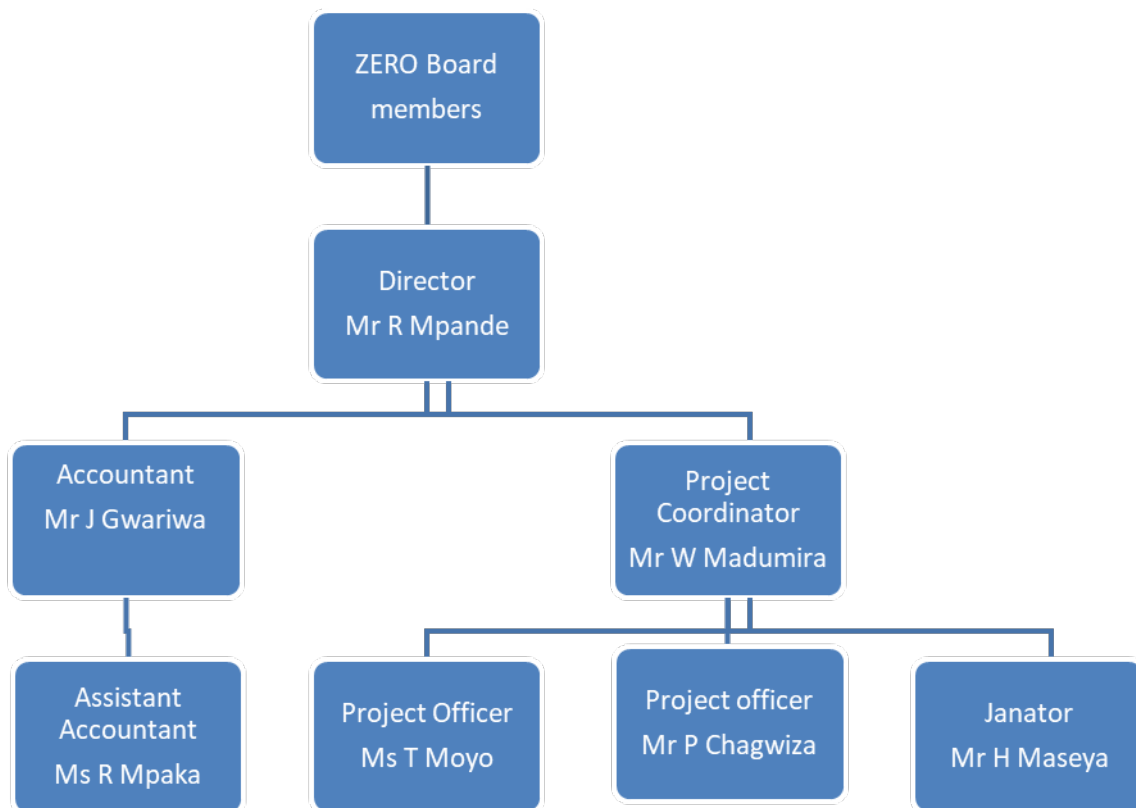 ZERO Board
members
Director
Mr R Mpande
Accountant
Mr J Gwariwa
Project
Coordinator
Mr W Madumira
Assistant
Accountant
Ms R Mpaka
Project Officer
Ms T Moyo
Project officer
Mr P Chagwiza
Janator
Mr H Maseya